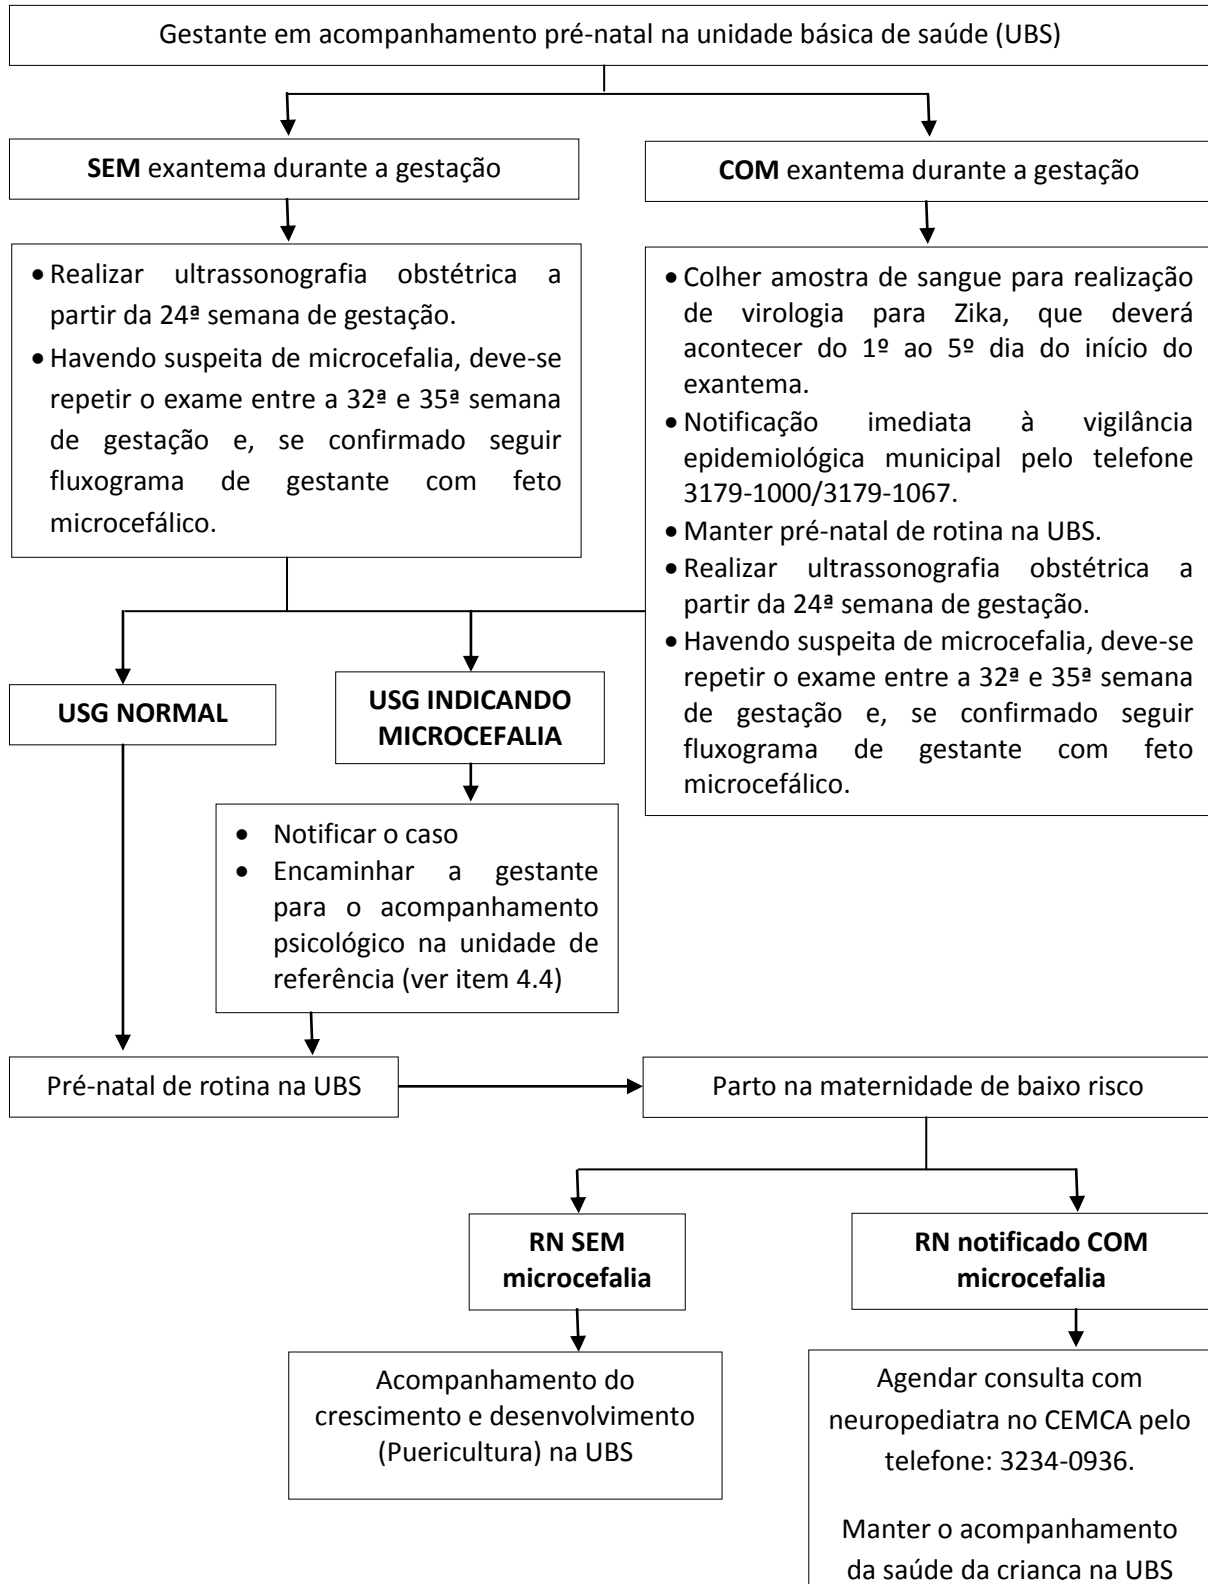 Gestante em acompanhamento pré-natal na unidade básica de saúde (UBS)
SEM exantema durante a gestação
COM exantema durante a gestação
• Realizar ultrassonografia obstétrica a
partir da 24ª semana de gestação.
• Havendo suspeita de microcefalia, deve-se
repetir o exame entre a 32ª e 35ª semana
de gestação e, se confirmado seguir
fluxograma de gestante com feto
microcefálico.
• Colher amostra de sangue para realização
de virologia para Zika, que deverá
acontecer do 1º ao 5º dia do início do
exantema.
• Notificação imediata à vigilância
epidemiológica municipal pelo telefone
3179-1000/3179-1067.
• Manter pré-natal de rotina na UBS.
• Realizar ultrassonografia obstétrica a
partir da 24ª semana de gestação.
• Havendo suspeita de microcefalia, deve-se
repetir o exame entre a 32ª e 35ª semana
de gestação e, se confirmado seguir
fluxograma de gestante com feto
microcefálico.
USG NORMAL
USG INDICANDO
MICROCEFALIA
• Notificar o caso
• Encaminhar a gestante
para o acompanhamento
psicológico na unidade de
referência (ver item 4.4)
Pré-natal de rotina na UBS
Parto na maternidade de baixo risco
RN SEM
microcefalia
RN notificado COM
microcefalia
Acompanhamento do
crescimento e desenvolvimento
(Puericultura) na UBS
Agendar consulta com
neuropediatra no CEMCA pelo
telefone: 3234-0936.
Manter o acompanhamento
da saúde da criança na UBS